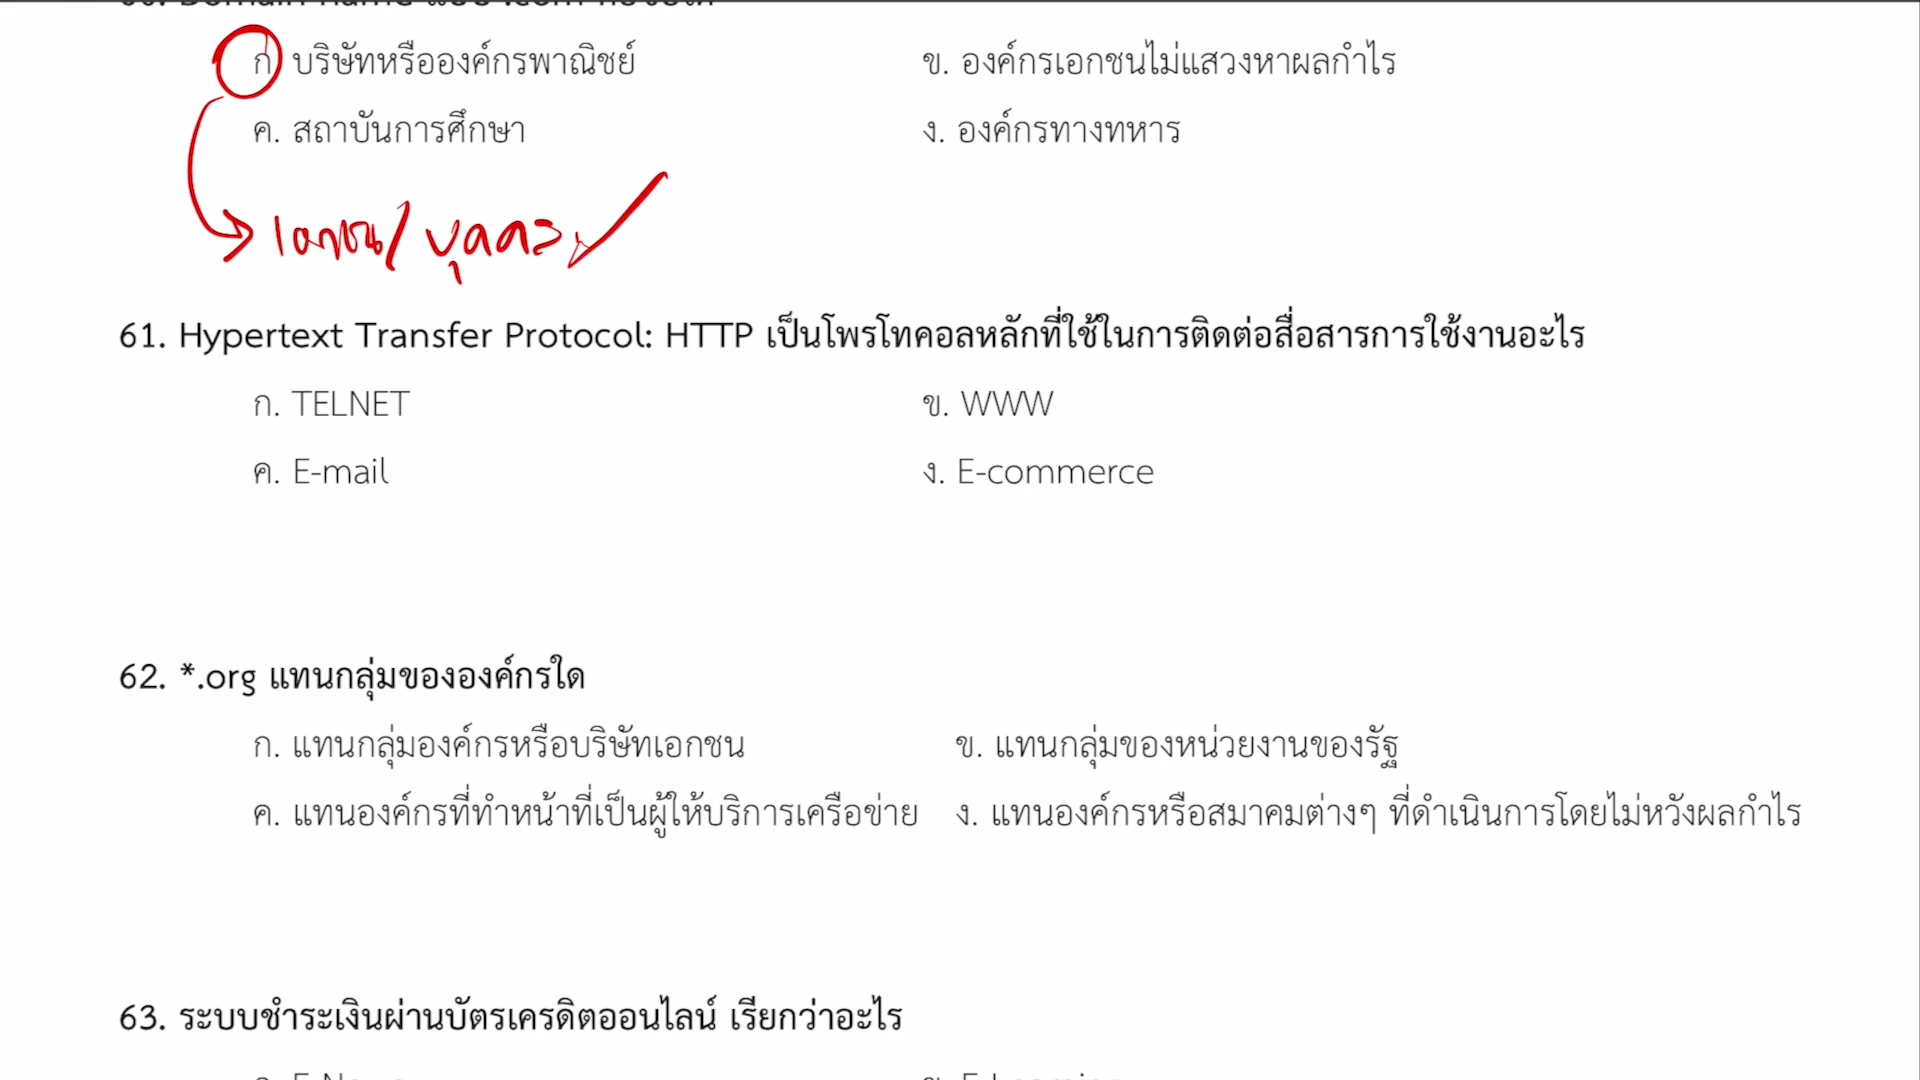 ก บริษัทหรือองค์กรพาณิชย์
ข. องค์กรเอกชนไม่แสวงหาผลกำไร
ค. สถาบันการศึกษา
ง. องค์กรทางทหาร
เอกชน/บุคคล
61. Hypertext Transfer Protocol: HTTP เป็นโพรโทคอลหลักที่ใช้ในการติดต่อสื่อสารการใช้งานอะไร
ก. TELNET
ข. WWW
ค. E-mail
ง. E-commerce
62. *.org แทนกลุ่มขององค์กรใด
ก. แทนกลุ่มองค์กรหรือบริษัทเอกชน
ข. แทนกลุ่มของหน่วยงานของรัฐ
ค. แทนองค์กรที่ทำหน้าที่เป็นผู้ให้บริการเครือข่าย
ง. แทนองค์กรหรือสมาคมต่างๆ ที่ดำเนินการโดยไม่หวังผลกำไร
63. ระบบชำระเงินผ่านบัตรเครดิตออนไลน์ เรียกว่าอะไร